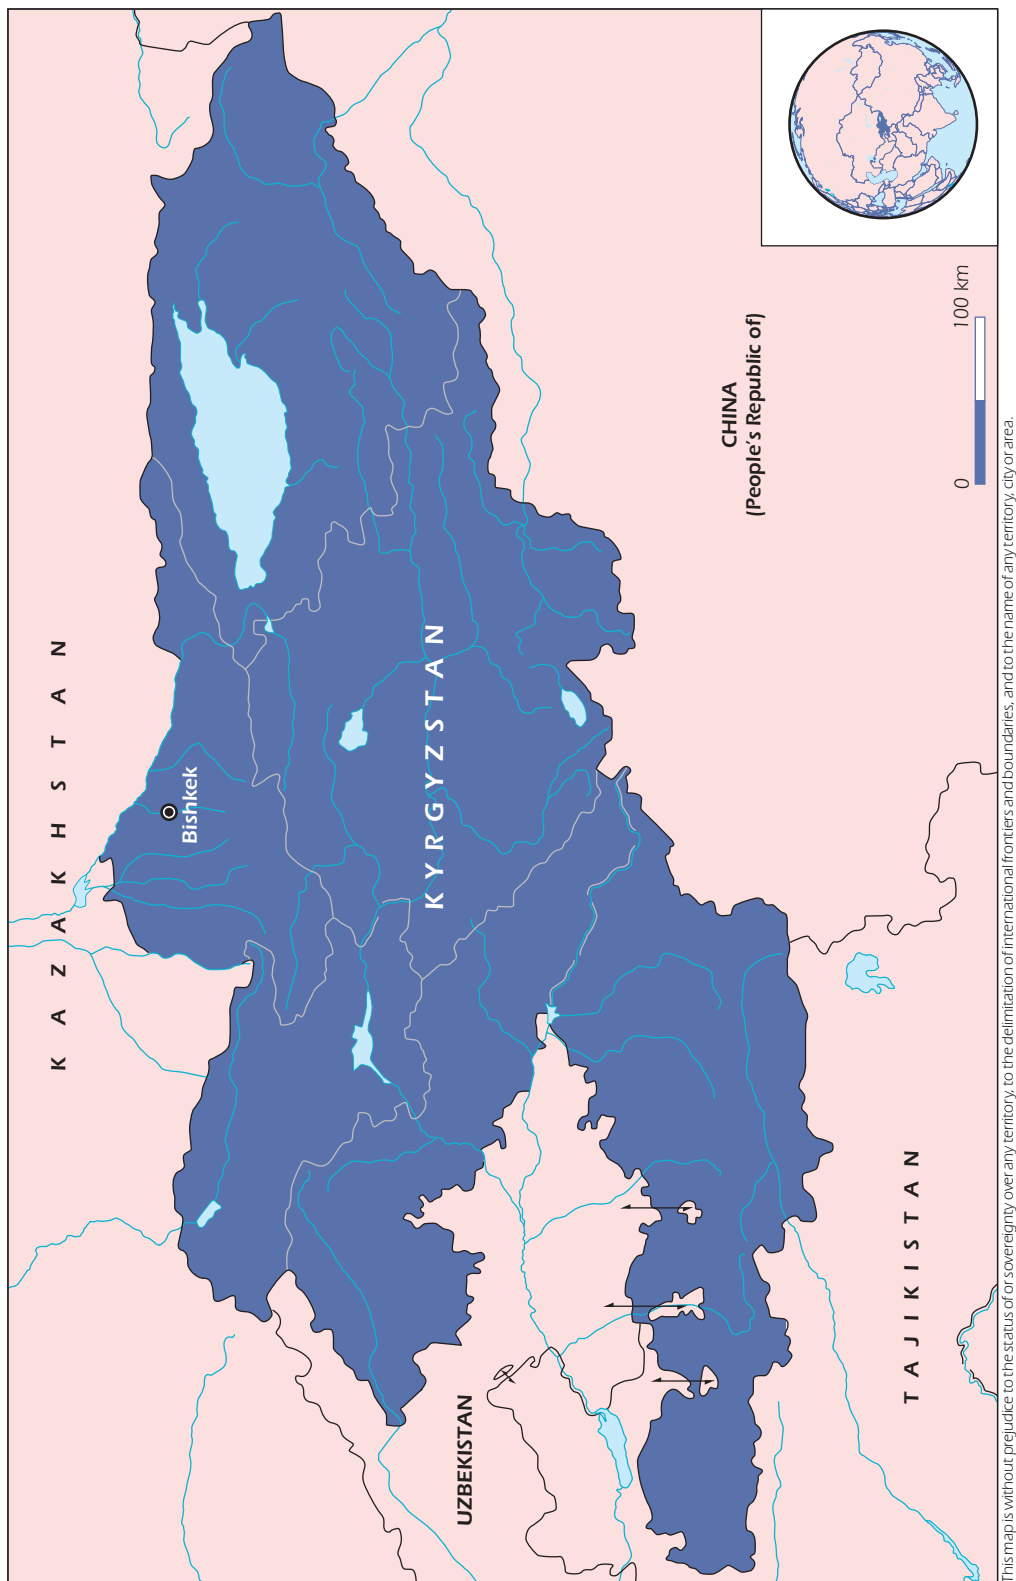 KAZAKHSTAN
Bishkek
KYRGYZSTAN
CHINA
(People's Republic of)
UZBEKISTAN
TAJIKISTAN
0
100 km
This map is without prejudice to the status of or sovereignty over any territory, to the delimitation of international frontiers and boundaries, and to the name of any territory, city or area.